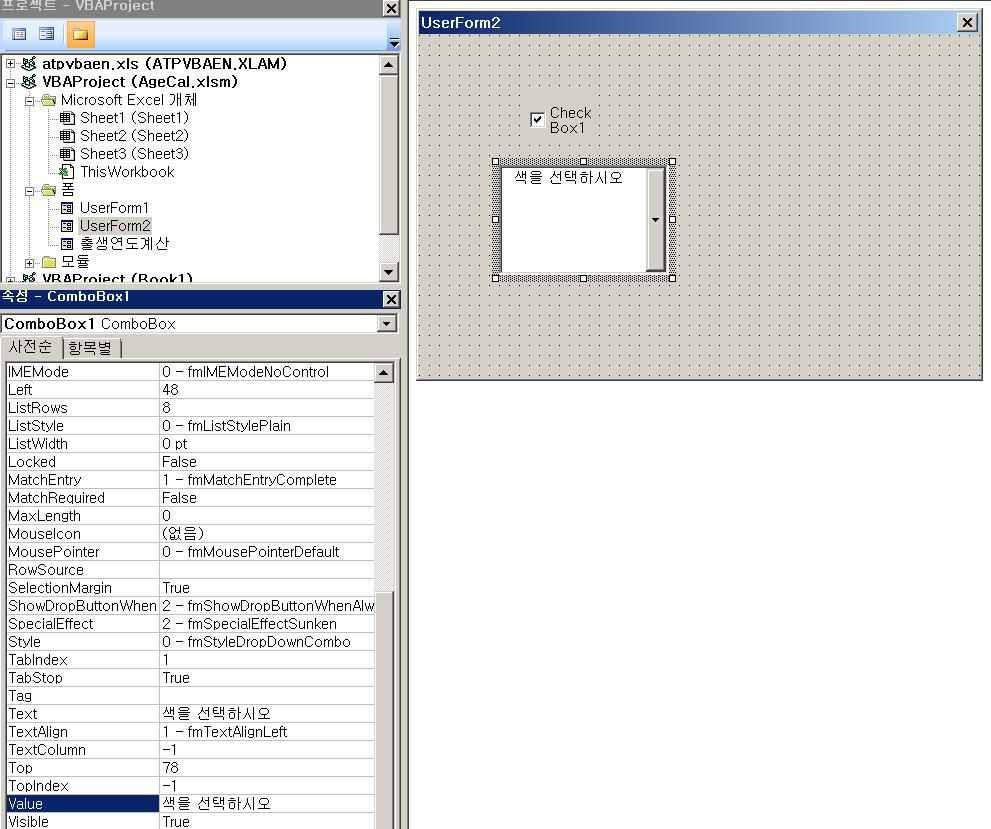 프로젝트 - VBAProject
atpvbaen.xls (ATPVBAEN.XLAM)
VBAProject (AgeCal.xlsm)
Microsoft Excel 개체
Sheet1 (Sheet1)
Sheet2 (Sheet2)
Sheet3 (Sheet3)
ThisWorkbook
폼
UserForm1
UserForm2
출생연도계산
모듈
VBAProject (Book1)
속성 - ComboBox1
ComboBox1 ComboBox
사전순 항목별
IMEMode 0 - fmIMEModeNoControl
Left 48
ListRows 8
ListStyle 0 - fmListStylePlain
ListWidth 0 pt
Locked False
MatchEntry 1 - fmMatchEntryComplete
MatchRequired False
MaxLength 0
MouseIcon (없음)
MousePointer 0 - fmMousePointerDefault
RowSource
SelectionMargin True
ShowDropButtonWhen 2 - fmShowDropButtonWhenAlw
SpecialEffect 2 - fmSpecialEffectSunken
Style 0 - fmStyleDropDownCombo
TabIndex 1
TabStop True
Tag
Text 색을 선택하시오
TextAlign 1 - fmTextAlignLeft
TextColumn -1
Top 78
TopIndex -1
Value 색을 선택하시오
Visible True
UserForm2
Check
Box1
색을 선택하시오